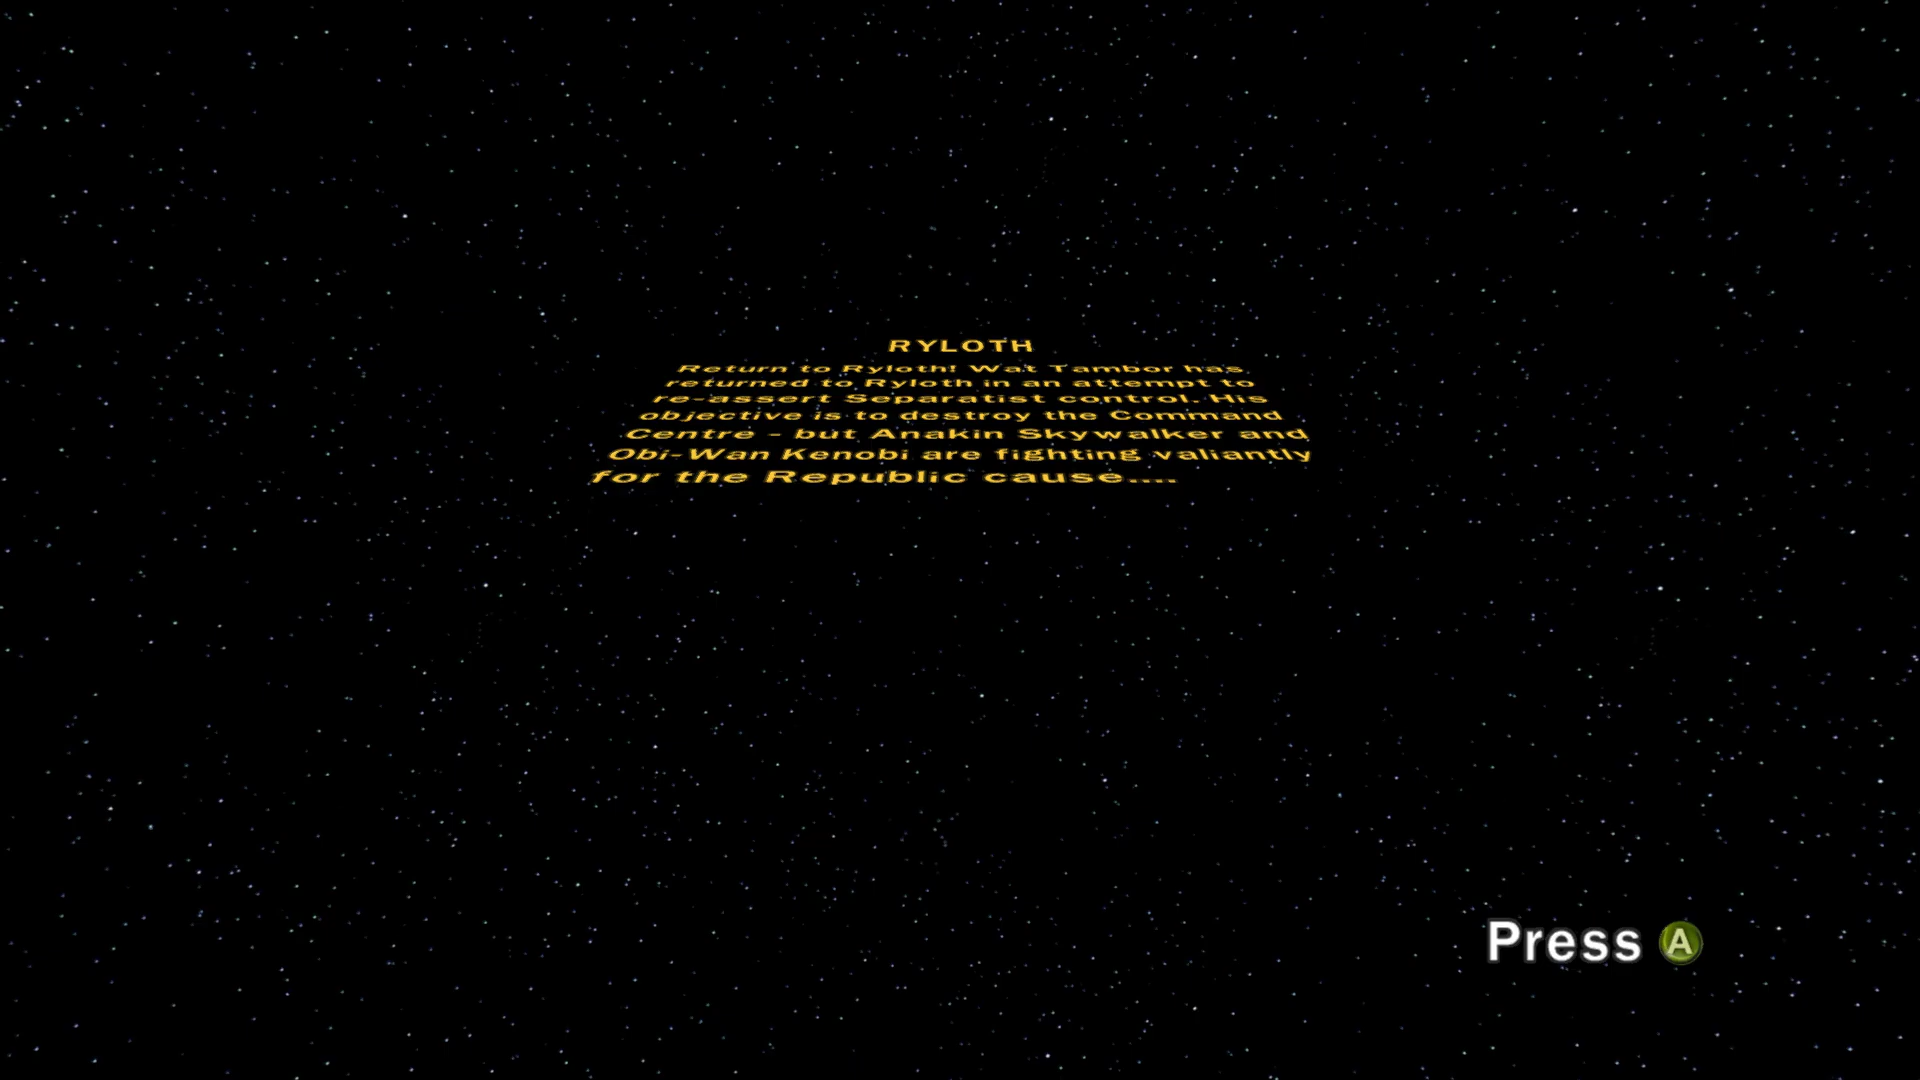 RYLOTH
Return to Ryloth! Wat Tambor has
returned to Ryloth in an attempt to
re-assert Separatist control. His
objective is to destroy the Command
Centre - but Anakin Skywalker and
Obi-Wan Kenobi are fighting valiantly
for the Republic cause....
Press A